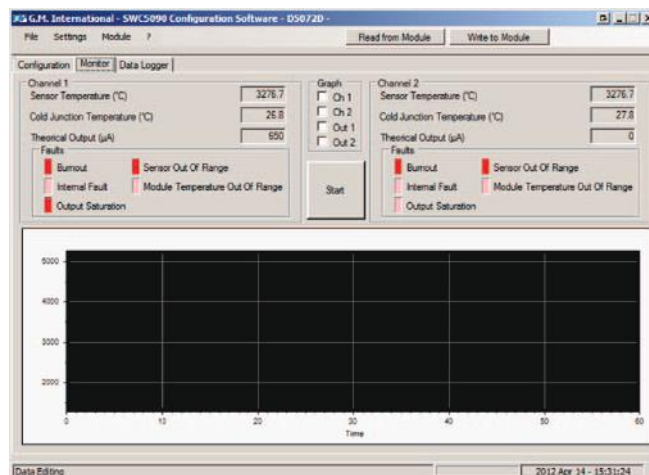 G.M. International - SWC5090 Configuration Software - D5072D -
File Settings Module ?
Read from Module Write to Module
Configuration Monitor Data Logger
Channel 1
Sensor Temperature (°C) 3276.7
Cold Junction Temperature (°C) 26.8
Theorical Output (µA) 650
Faults
Burnout Sensor Out Of Range
Internal Fault Module Temperature Out Of Range
Output Saturation
Graph
Ch 1
Ch 2
Out 1
Out 2
Start
Channel 2
Sensor Temperature (°C) 3276.7
Cold Junction Temperature (°C) 27.8
Theorical Output (µA) 0
Faults
Burnout Sensor Out Of Range
Internal Fault Module Temperature Out Of Range
Output Saturation
5000
4000
3000
2000
0 10 20 30 40 50 60
Time
Data Editing 2012 Apr 14 - 15:31:24